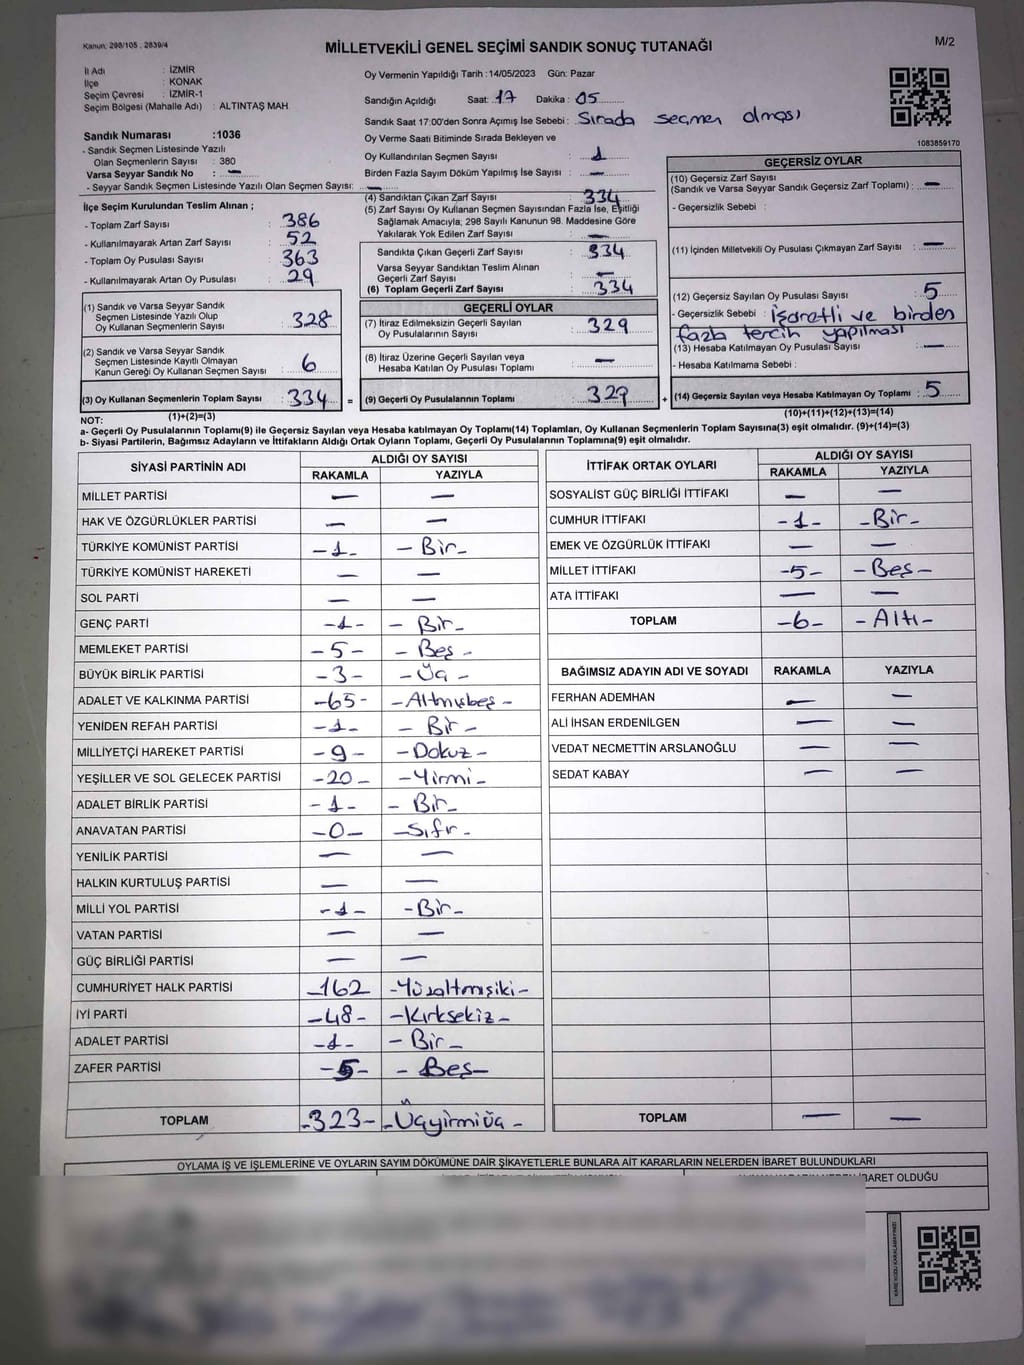 Kanun: 298/105 . 2839/4
MİLLETVEKİLİ GENEL SEÇİMİ SANDIK SONUÇ TUTANAĞI
M/2
İl Adı : İZMİR
İlçe : KONAK
Seçim Çevresi : İZMİR-1
Seçim Bölgesi (Mahalle Adı) : ALTINTAŞ MAH.
Sandık Numarası :1036
- Sandık Seçmen Listesinde Yazılı
Olan Seçmenlerin Sayısı : 380
Varsa Seyyar Sandık No : —
- Seyyar Sandık Seçmen Listesinde Yazılı Olan Seçmen Sayısı: —
Oy Vermenin Yapıldığı Tarih :14/05/2023 Gün: Pazar
Sandığın Açıldığı Saat: 17 Dakika : 05
Sandık Saat 17:00'den Sonra Açımış İse Sebebi : Sırada seçmen olması
Oy Verme Saati Bitiminde Sırada Bekleyen ve
Oy Kullandırılan Seçmen Sayısı : 1
Birden Fazla Sayım Döküm Yapılmış İse Sayısı : —
1083859170
İlçe Seçim Kurulundan Teslim Alınan ;
- Toplam Zarf Sayısı : 386
- Kullanılmayarak Artan Zarf Sayısı : 52
- Toplam Oy Pusulası Sayısı : 363
- Kullanılmayarak Artan Oy Pusulası : 29
(1) Sandık ve Varsa Seyyar Sandık
Seçmen Listesinde Yazılı Olup
Oy Kullanan Seçmenlerin Sayısı : 328
(2) Sandık ve Varsa Seyyar Sandık
Seçmen Listesinde Kayıtlı Olmayan
Kanun Gereği Oy Kullanan Seçmen Sayısı : 6
(3) Oy Kullanan Seçmenlerin Toplam Sayısı : 334 =
(1)+(2)=(3)
(4) Sandıktan Çıkan Zarf Sayısı : 334
(5) Zarf Sayısı Oy Kullanan Seçmen Sayısından Fazla İse, Eşitliği
Sağlamak Amacıyla; 298 Sayılı Kanunun 98. Maddesine Göre
Yakılarak Yok Edilen Zarf Sayısı : —
Sandıkta Çıkan Geçerli Zarf Sayısı : 334
Varsa Seyyar Sandıktan Teslim Alınan
Geçerli Zarf Sayısı : —
(6) Toplam Geçerli Zarf Sayısı : 334
GEÇERLİ OYLAR
(7) İtiraz Edilmeksizin Geçerli Sayılan
Oy Pusulalarının Sayısı : 329
(8) İtiraz Üzerine Geçerli Sayılan veya
Hesaba Katılan Oy Pusulası Toplamı : —
(9) Geçerli Oy Pusulalarının Toplamı : 329 +
GEÇERSİZ OYLAR
(10) Geçersiz Zarf Sayısı
(Sandık ve Varsa Seyyar Sandık Geçersiz Zarf Toplamı) : —
- Geçersizlik Sebebi :
(11) İçinden Milletvekili Oy Pusulası Çıkmayan Zarf Sayısı : —
(12) Geçersiz Sayılan Oy Pusulası Sayısı : 5
- Geçersizlik Sebebi : işaretli ve birden
fazla tercih yapılması
(13) Hesaba Katılmayan Oy Pusulası Sayısı : —
- Hesaba Katılmama Sebebi :
(14) Geçersiz Sayılan veya Hesaba Katılmayan Oy Toplamı : 5
(10)+(11)+(12)+(13)=(14)
NOT:
a- Geçerli Oy Pusulasının Toplamı(9) ile Geçersiz Sayılan veya Hesaba Katılmayan Oy Toplamı(14) Toplamları, Oy Kullanan Seçmenlerin Toplam Sayısına(3) eşit olmalıdır. (9)+(14)=(3)
b- Siyasi Partilerin, Bağımsız Adayların ve İttifakların Aldığı Ortak Oyların Toplamı, Geçerli Oy Pusulalarının Toplamına(9) eşit olmalıdır.
SİYASİ PARTİNİN ADI ALDIĞI OY SAYISI
RAKAMLA YAZIYLA
MİLLET PARTİSİ — —
HAK VE ÖZGÜRLÜKLER PARTİSİ — —
TÜRKİYE KOMÜNİST PARTİSİ -1- -Bir-
TÜRKİYE KOMÜNİST HAREKETİ — —
SOL PARTİ — —
GENÇ PARTİ -1- -Bir-
MEMLEKET PARTİSİ -5- -Beş-
BÜYÜK BİRLİK PARTİSİ -3- -Üç-
ADALET VE KALKINMA PARTİSİ -65- -Altmışbeş-
YENİDEN REFAH PARTİSİ -1- -Bir-
MİLLİYETÇİ HAREKET PARTİSİ -9- -Dokuz-
YEŞİLLER VE SOL GELECEK PARTİSİ -20- -Yirmi-
ADALET BİRLİK PARTİSİ -1- -Bir-
ANAVATAN PARTİSİ -0- -Sıfır-
YENİLİK PARTİSİ — —
HALKIN KURTULUŞ PARTİSİ — —
MİLLİ YOL PARTİSİ -1- -Bir-
VATAN PARTİSİ — —
GÜÇ BİRLİĞİ PARTİSİ — —
CUMHURİYET HALK PARTİSİ -162 -Yüzaltmışiki-
İYİ PARTİ -48- -Kırksekiz-
ADALET PARTİSİ -1- -Bir-
ZAFER PARTİSİ -5- -Beş-
TOPLAM -323- -Üçyirmiüç-
İTTİFAK ORTAK OYLARI ALDIĞI OY SAYISI
RAKAMLA YAZIYLA
SOSYALİST GÜÇ BİRLİĞİ İTTİFAKI — —
CUMHUR İTTİFAKI -1- -Bir-
EMEK VE ÖZGÜRLÜK İTTİFAKI — —
MİLLET İTTİFAKI -5- -Beş-
ATA İTTİFAKI — —
TOPLAM -6- -Altı-
BAĞIMSIZ ADAYIN ADI VE SOYADI RAKAMLA YAZIYLA
FERHAN ADEMHAN — —
ALİ İHSAN ERDENİLGEN — —
VEDAT NECMETTİN ARSLANOĞLU — —
SEDAT KABAY — —
TOPLAM — —
OYLAMA İŞ VE İŞLEMLERİNE VE OYLARIN SAYIM DÖKÜMÜNE DAİR ŞİKAYETLERLE BUNLARA AİT KARARLARIN NELERDEN İBARET BULUNDUKLARI
İBARET OLDUĞU